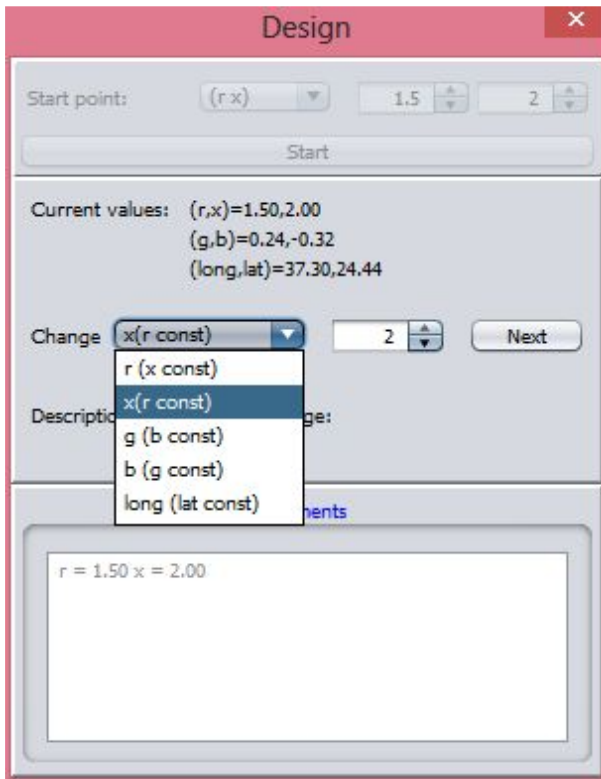 Design
Start point: (r x) 1.5 2
Start
Current values: (r,x)=1.50,2.00
(g,b)=0.24,-0.32
(long,lat)=37.30,24.44
Change x(r const) 2 Next
r (x const)
x(r const)
Descriptio ge:
g (b const)
b (g const)
long (lat const)
ents
r = 1.50 x = 2.00